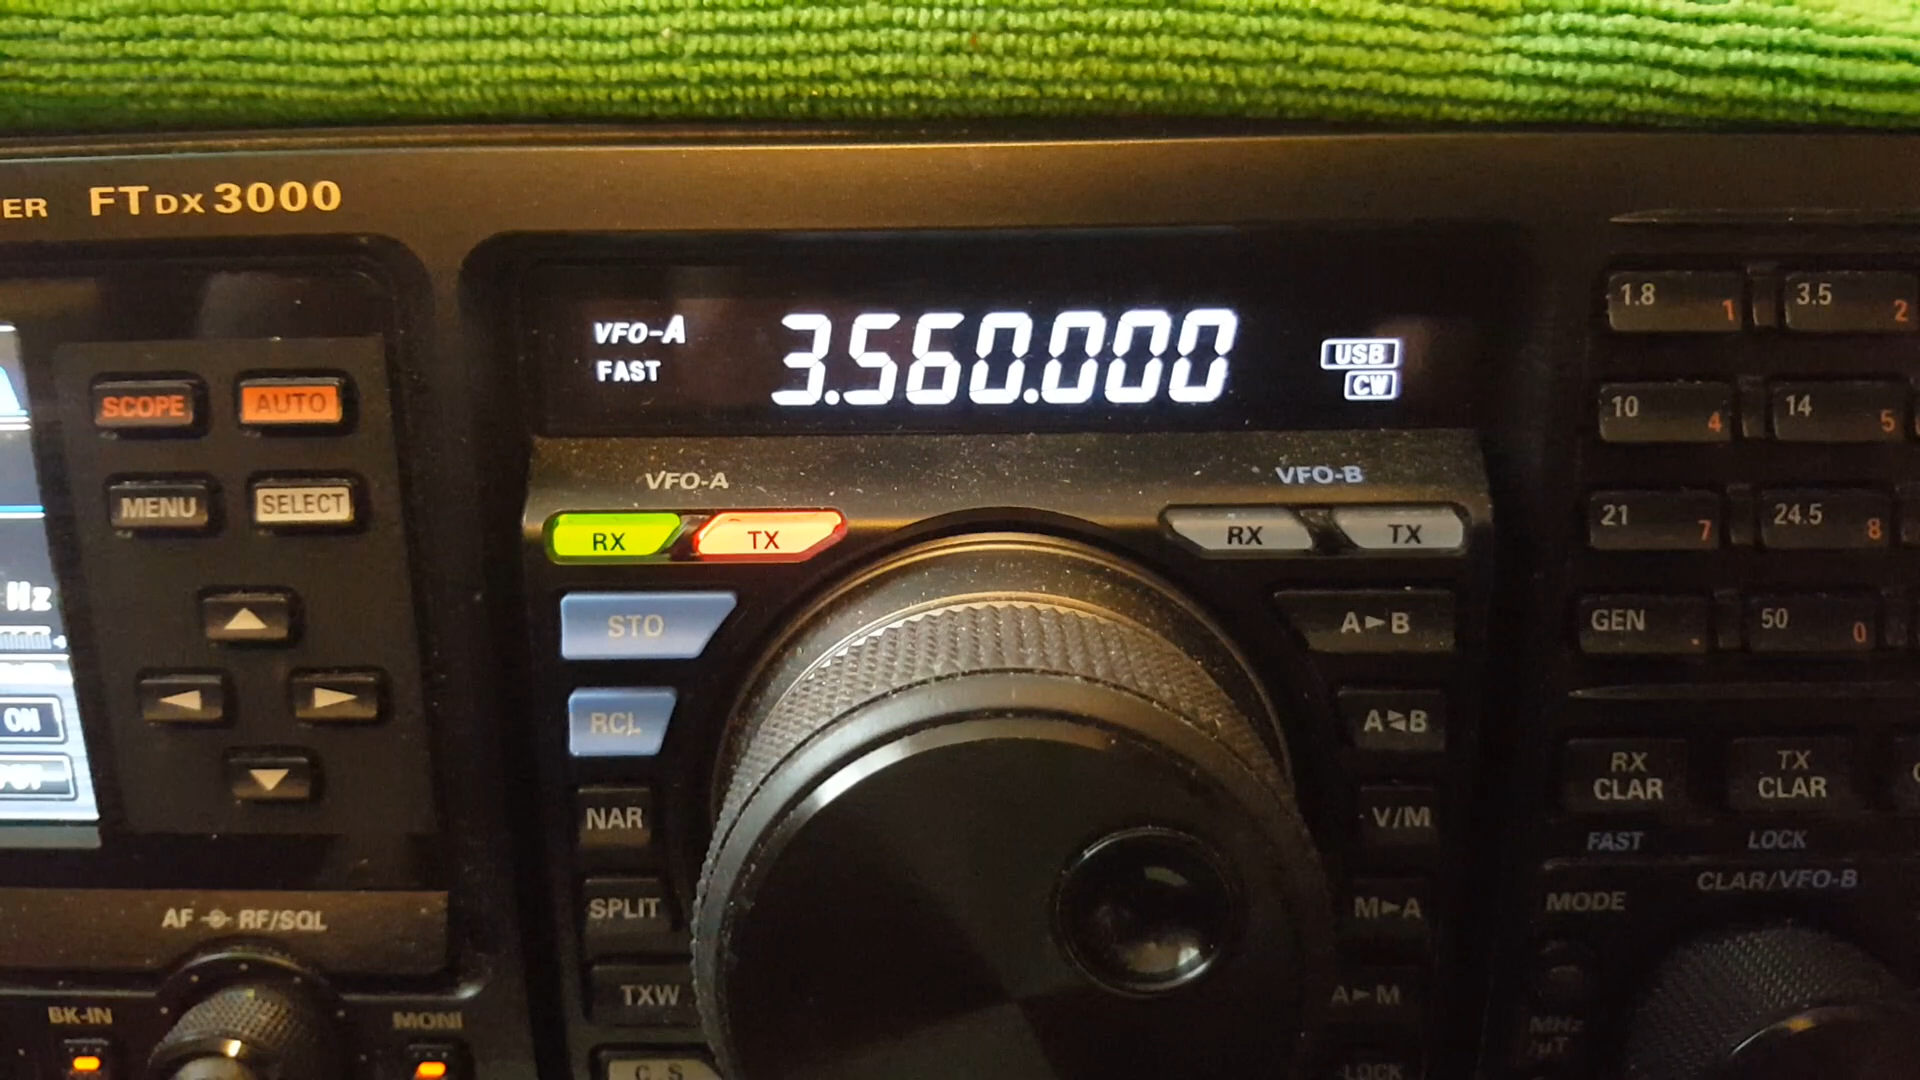 ER FTDX3000
VFO-A 3.560.000 USB
FAST CW
1.8 1 3.5 2
SCOPE AUTO
10 4 14 5
VFO-A VFO-B
MENU SELECT
RX TX RX TX
21 7 24.5 8
Hz
STO A►B
GEN . 50 0
ON
RCL
NAR V/M
RX CLAR
TX CLAR
FAST LOCK
CLAR/VFO-B
AF RF/SQL
SPLIT M►A MODE
TXW A►M
BK-IN MONI
MHz
C.S LOCK